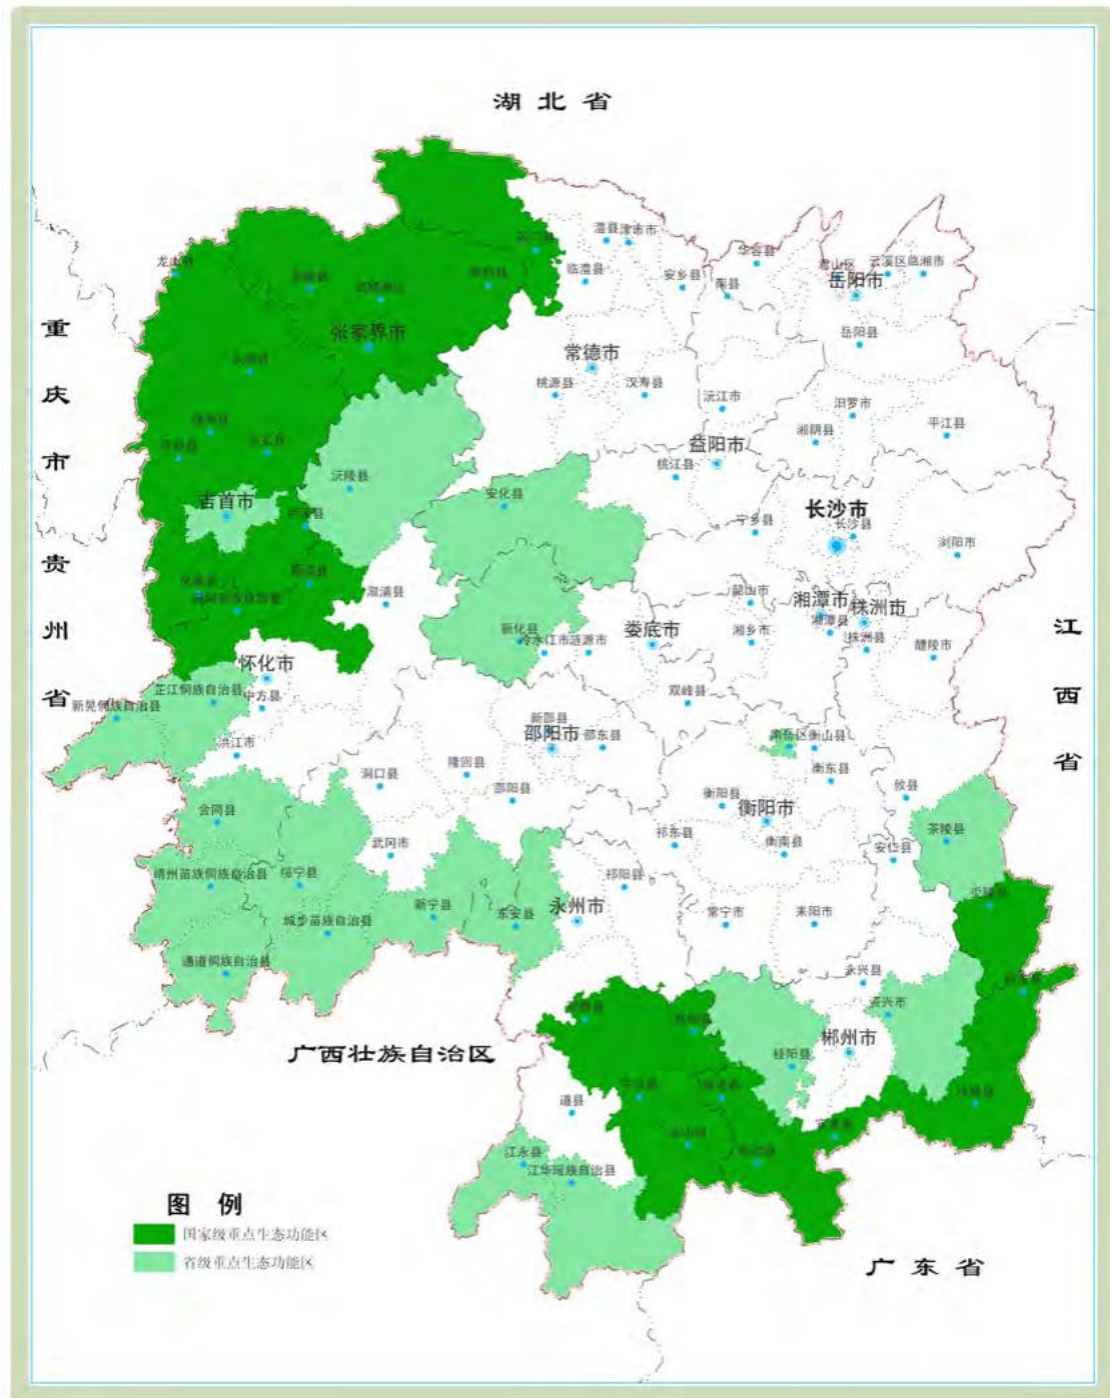 湖北省
重庆市
贵州省
江西省
广西壮族自治区
广东省
龙山县
张家界市
澧县
津市市
临澧县
安乡县
华容县
南县
君山区
云溪区
临湘市
岳阳市
岳阳县
常德市
桃源县
汉寿县
沅江市
汨罗市
湘阴县
平江县
益阳市
桃江县
沅陵县
安化县
吉首市
宁乡县
长沙市
长沙县
浏阳市
溆浦县
新化县
冷水江市
涟源市
娄底市
韶山市
湘潭市
湘潭县
株洲市
株洲县
湘乡市
醴陵市
怀化市
芷江侗族自治县
新晃侗族自治县
中方县
洪江市
双峰县
新邵县
邵阳市
邵东县
南岳区
衡山县
衡东县
隆回县
洞口县
邵阳县
衡阳县
衡阳市
攸县
会同县
武冈市
祁东县
衡南县
安仁县
茶陵县
靖州苗族侗族自治县
绥宁县
祁阳县
新宁县
东安县
永州市
常宁市
耒阳市
城步苗族自治县
通道侗族自治县
永兴县
资兴市
郴州市
桂阳县
道县
江永县
江华瑶族自治县
图例
国家级重点生态功能区
省级重点生态功能区